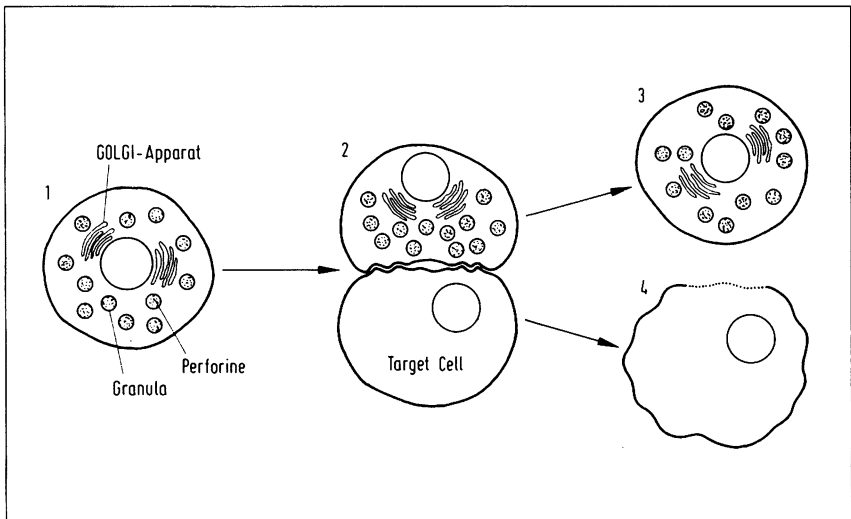 1
GOLGI-Apparat
Perforine
Granula
2
Target Cell
3
4